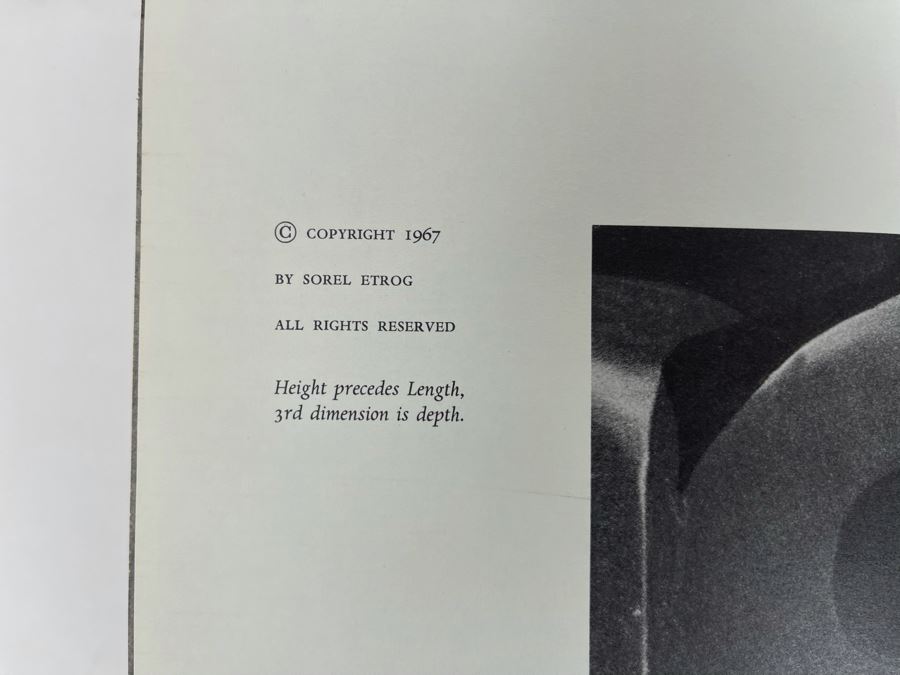 © COPYRIGHT 1967
BY SOREL ETROG
ALL RIGHTS RESERVED
Height precedes Length,
3rd dimension is depth.